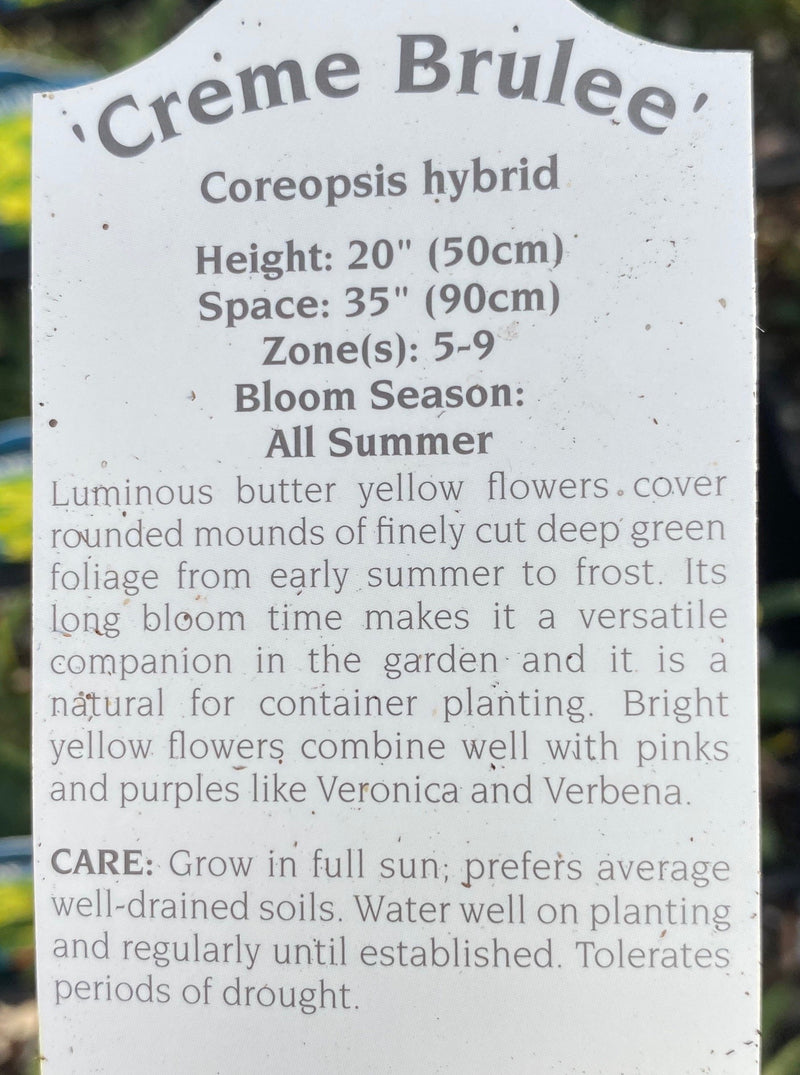 'Creme Brulee'
Coreopsis hybrid
Height: 20" (50cm)
Space: 35" (90cm)
Zone(s): 5-9
Bloom Season:
All Summer
Luminous butter yellow flowers cover
rounded mounds of finely cut deep green
foliage from early summer to frost. Its
long bloom time makes it a versatile
companion in the garden and it is a
natural for container planting. Bright
yellow flowers combine well with pinks
and purples like Veronica and Verbena.
CARE: Grow in full sun; prefers average
well-drained soils. Water well on planting
and regularly until established. Tolerates
periods of drought.